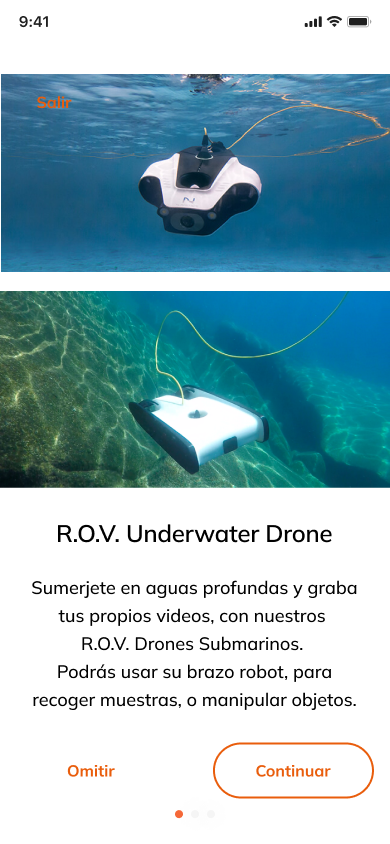 9:41
Salir
R.O.V. Underwater Drone
Sumerjete en aguas profundas y graba
tus propios videos, con nuestros
R.O.V. Drones Submarinos.
Podrás usar su brazo robot, para
recoger muestras, o manipular objetos.
Omitir
Continuar